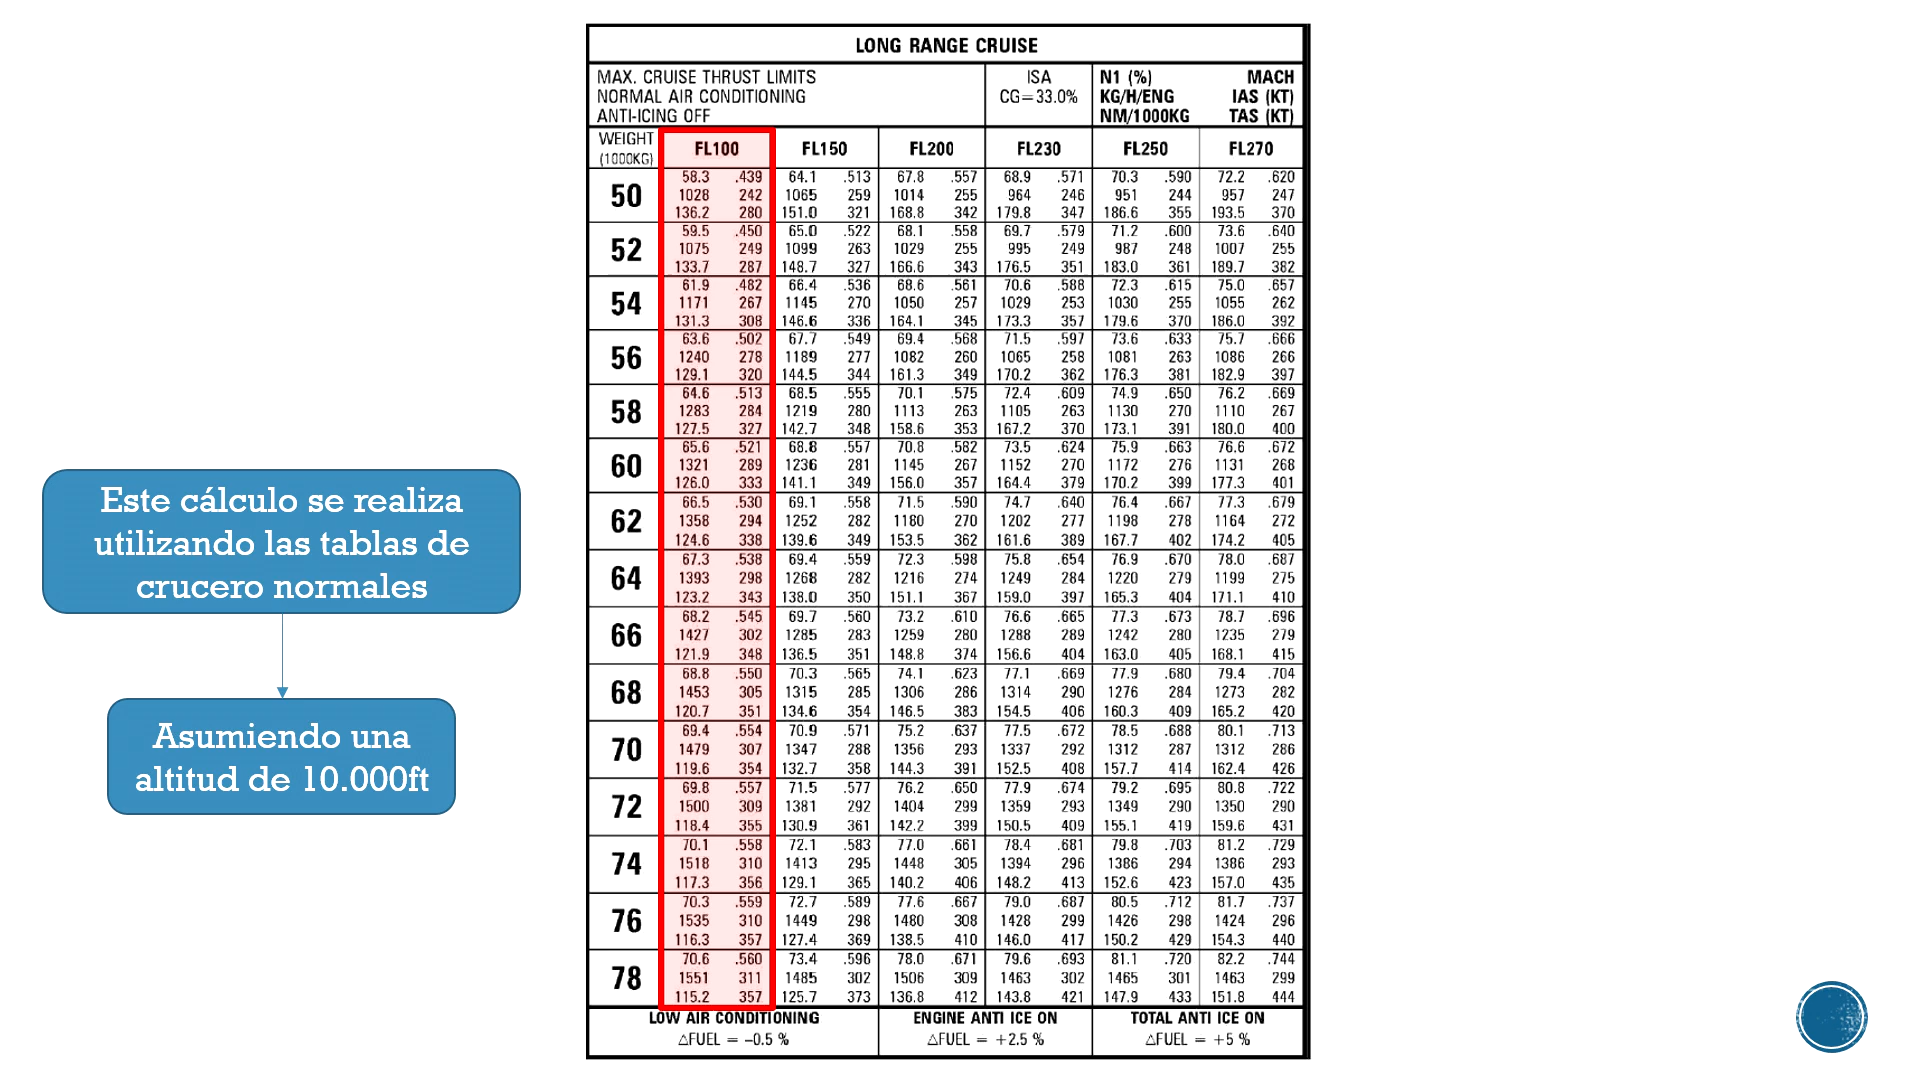 LONG RANGE CRUISE
MAX. CRUISE THRUST LIMITS
NORMAL AIR CONDITIONING
ANTI-ICING OFF
ISA
CG=33.0%
N1 (%) MACH
KG/H/ENG IAS (KT)
NM/1000KG TAS (KT)
WEIGHT
(1000KG)
FL100 FL150 FL200 FL230 FL250 FL270
58.3 .439 64.1 .513 67.8 .557 68.9 .571 70.3 .590 72.2 .620
50 1028 242 1065 259 1014 255 964 246 951 244 957 247
136.2 280 151.0 321 168.8 342 179.8 347 186.6 355 193.5 370
59.5 .450 65.0 .522 68.1 .558 69.7 .579 71.2 .600 73.6 .640
52 1075 249 1099 263 1029 255 995 249 987 248 1007 255
133.7 287 148.7 327 166.6 343 176.5 351 183.0 361 189.7 382
61.9 .482 66.4 .536 68.6 .561 70.6 .588 72.3 .615 75.0 .657
54 1171 267 1145 270 1050 257 1029 253 1030 255 1055 262
131.3 308 146.6 336 164.1 345 173.3 357 179.6 370 186.0 392
63.6 .502 67.7 .549 69.4 .568 71.5 .597 73.6 .633 75.7 .666
56 1240 278 1189 277 1082 260 1065 258 1081 263 1086 266
129.1 320 144.5 344 161.3 349 170.2 362 176.3 381 182.9 397
64.6 .513 68.5 .555 70.1 .575 72.4 .609 74.9 .650 76.2 .669
58 1283 284 1219 280 1113 263 1105 263 1130 270 1110 267
127.5 327 142.7 348 158.6 353 167.2 370 173.1 391 180.0 400
65.6 .521 68.8 .557 70.8 .582 73.5 .624 75.9 .663 76.6 .672
60 1321 289 1236 281 1145 267 1152 270 1172 276 1131 268
126.0 333 141.1 349 156.0 357 164.4 379 170.2 399 177.3 401
66.5 .530 69.1 .558 71.5 .590 74.7 .640 76.4 .667 77.3 .679
62 1358 294 1252 282 1180 270 1202 277 1198 278 1164 272
124.6 338 139.6 349 153.5 362 161.6 389 167.7 402 174.2 405
67.3 .538 69.4 .559 72.3 .598 75.8 .654 76.9 .670 78.0 .687
64 1393 298 1268 282 1216 274 1249 284 1220 279 1199 275
123.2 343 138.0 350 151.1 367 159.0 397 165.3 404 171.1 410
68.2 .545 69.7 .560 73.2 .610 76.6 .665 77.3 .673 78.7 .696
66 1427 302 1285 283 1259 280 1288 289 1242 280 1235 279
121.9 348 136.5 351 148.8 374 156.6 404 163.0 405 168.1 415
68.8 .550 70.3 .565 74.1 .623 77.1 .669 77.9 .680 79.4 .704
68 1453 305 1315 285 1306 286 1314 290 1276 284 1273 282
120.7 351 134.6 354 146.5 383 154.5 406 160.3 409 165.2 420
69.4 .554 70.9 .571 75.2 .637 77.5 .672 78.5 .688 80.1 .713
70 1479 307 1347 288 1356 293 1337 292 1312 287 1312 286
119.6 354 132.7 358 144.3 391 152.5 408 157.7 414 162.4 426
69.8 .557 71.5 .577 76.2 .650 77.9 .674 79.2 .695 80.8 .722
72 1500 309 1381 292 1404 299 1359 293 1349 290 1350 290
118.4 355 130.9 361 142.2 399 150.5 409 155.1 419 159.6 431
70.1 .558 72.1 .583 77.0 .661 78.4 .681 79.8 .703 81.2 .729
74 1518 310 1413 295 1448 305 1394 296 1386 294 1386 293
117.3 356 129.1 365 140.2 406 148.2 413 152.6 423 157.0 435
70.3 .559 72.7 .589 77.6 .667 79.0 .687 80.5 .712 81.7 .737
76 1535 310 1449 298 1480 308 1428 299 1426 298 1424 296
116.3 357 127.4 369 138.5 410 146.0 417 150.2 429 154.3 440
70.6 .560 73.4 .596 78.0 .671 79.6 .693 81.1 .720 82.2 .744
78 1551 311 1485 302 1506 309 1463 302 1465 301 1463 299
115.2 357 125.7 373 136.8 412 143.8 421 147.9 433 151.8 444
LOW AIR CONDITIONING ENGINE ANTI ICE ON TOTAL ANTI ICE ON
△FUEL = –0.5 % △FUEL = +2.5 % △FUEL = +5 %
Este cálculo se realiza
utilizando las tablas de
crucero normales
Asumiendo una
altitud de 10.000ft